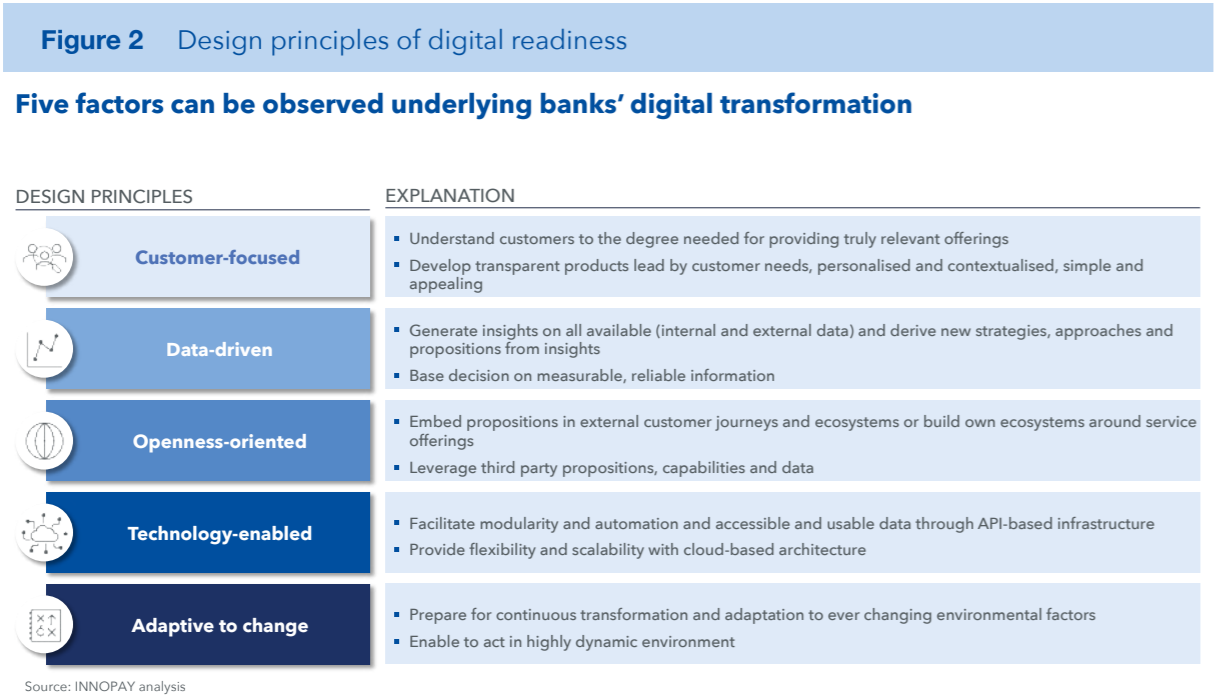 Figure 2 Design principles of digital readiness
Five factors can be observed underlying banks' digital transformation
DESIGN PRINCIPLES
EXPLANATION
Customer-focused
▪ Understand customers to the degree needed for providing truly relevant offerings
▪ Develop transparent products lead by customer needs, personalised and contextualised, simple and
appealing
Data-driven
▪ Generate insights on all available (internal and external data) and derive new strategies, approaches and
propositions from insights
▪ Base decision on measurable, reliable information
Openness-oriented
▪ Embed propositions in external customer journeys and ecosystems or build own ecosystems around service
offerings
▪ Leverage third party propositions, capabilities and data
Technology-enabled
▪ Facilitate modularity and automation and accessible and usable data through API-based infrastructure
▪ Provide flexibility and scalability with cloud-based architecture
Adaptive to change
▪ Prepare for continuous transformation and adaptation to ever changing environmental factors
▪ Enable to act in highly dynamic environment
Source: INNOPAY analysis